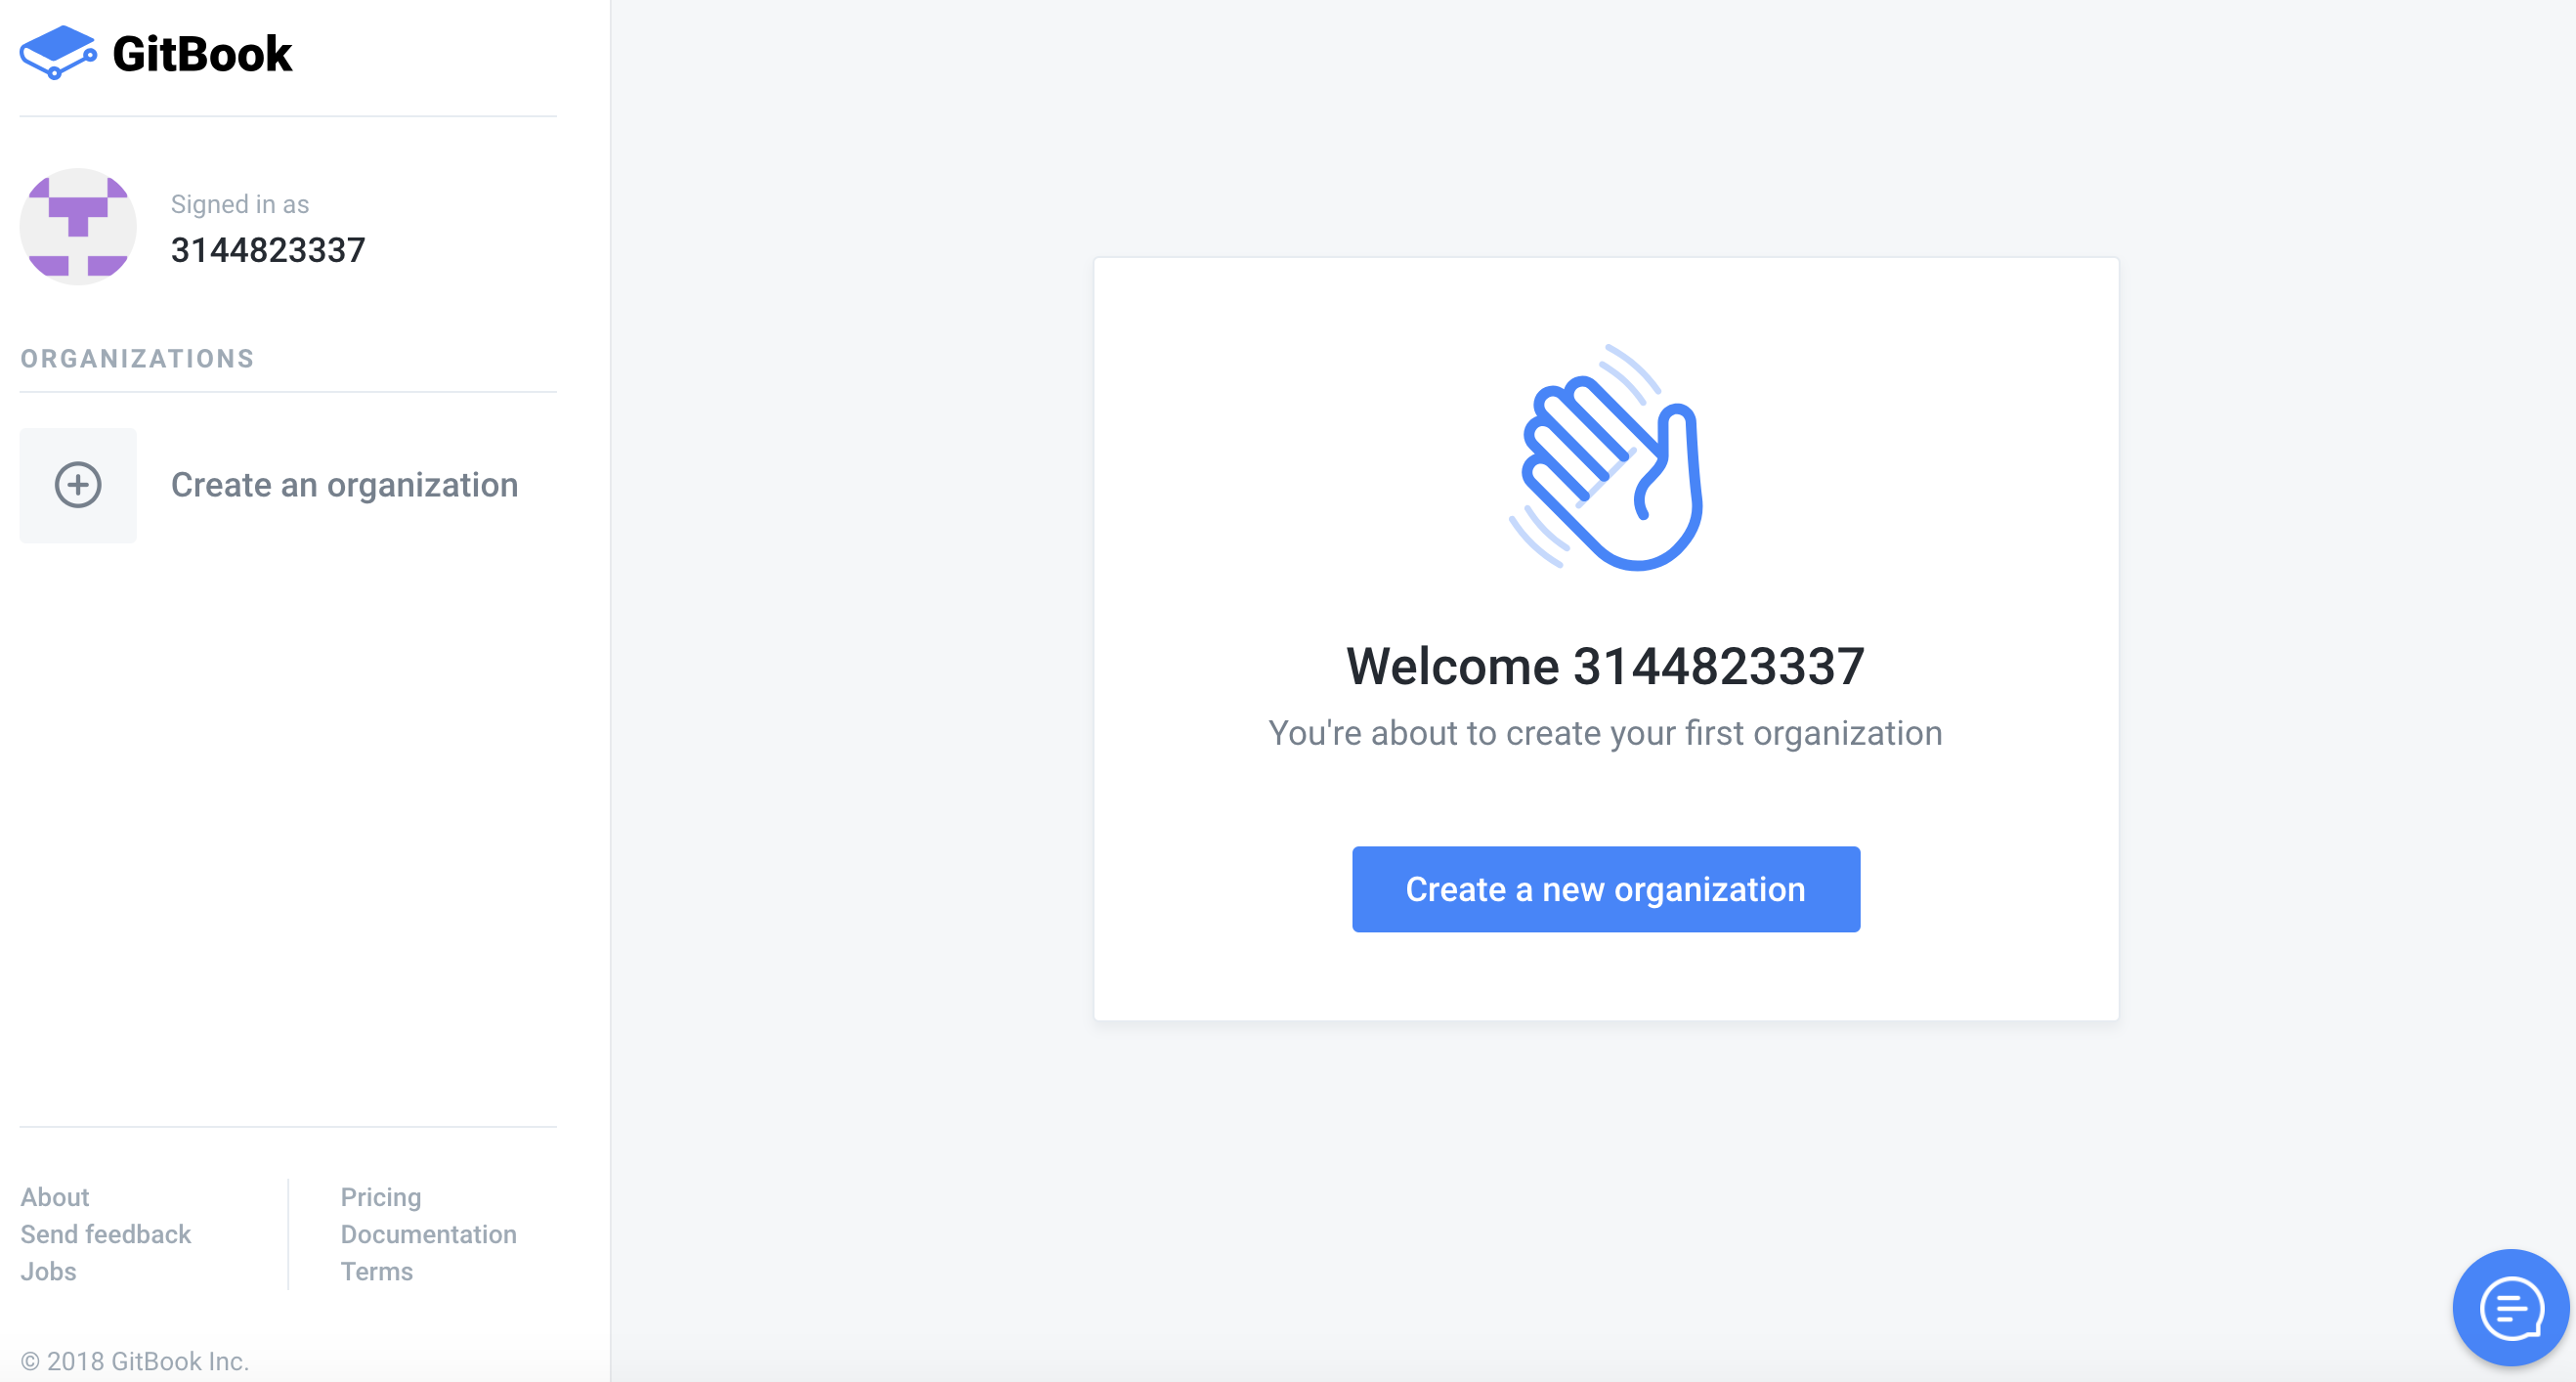 GitBook
Signed in as
3144823337
ORGANIZATIONS
Create an organization
Welcome 3144823337
You're about to create your first organization
Create a new organization
About
Send feedback
Jobs
Pricing
Documentation
Terms
© 2018 GitBook Inc.